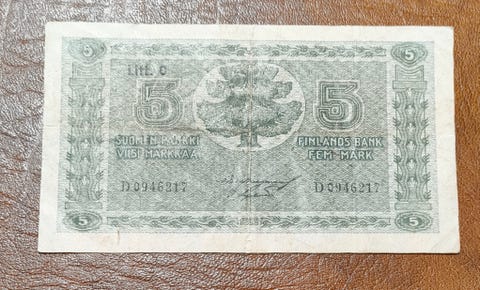 5 5
Litt. C
5 5
SUOMEN PANKKI FINLANDS BANK
VIISI MARKKAA FEM MARK
D0946217 D0946217
5 5